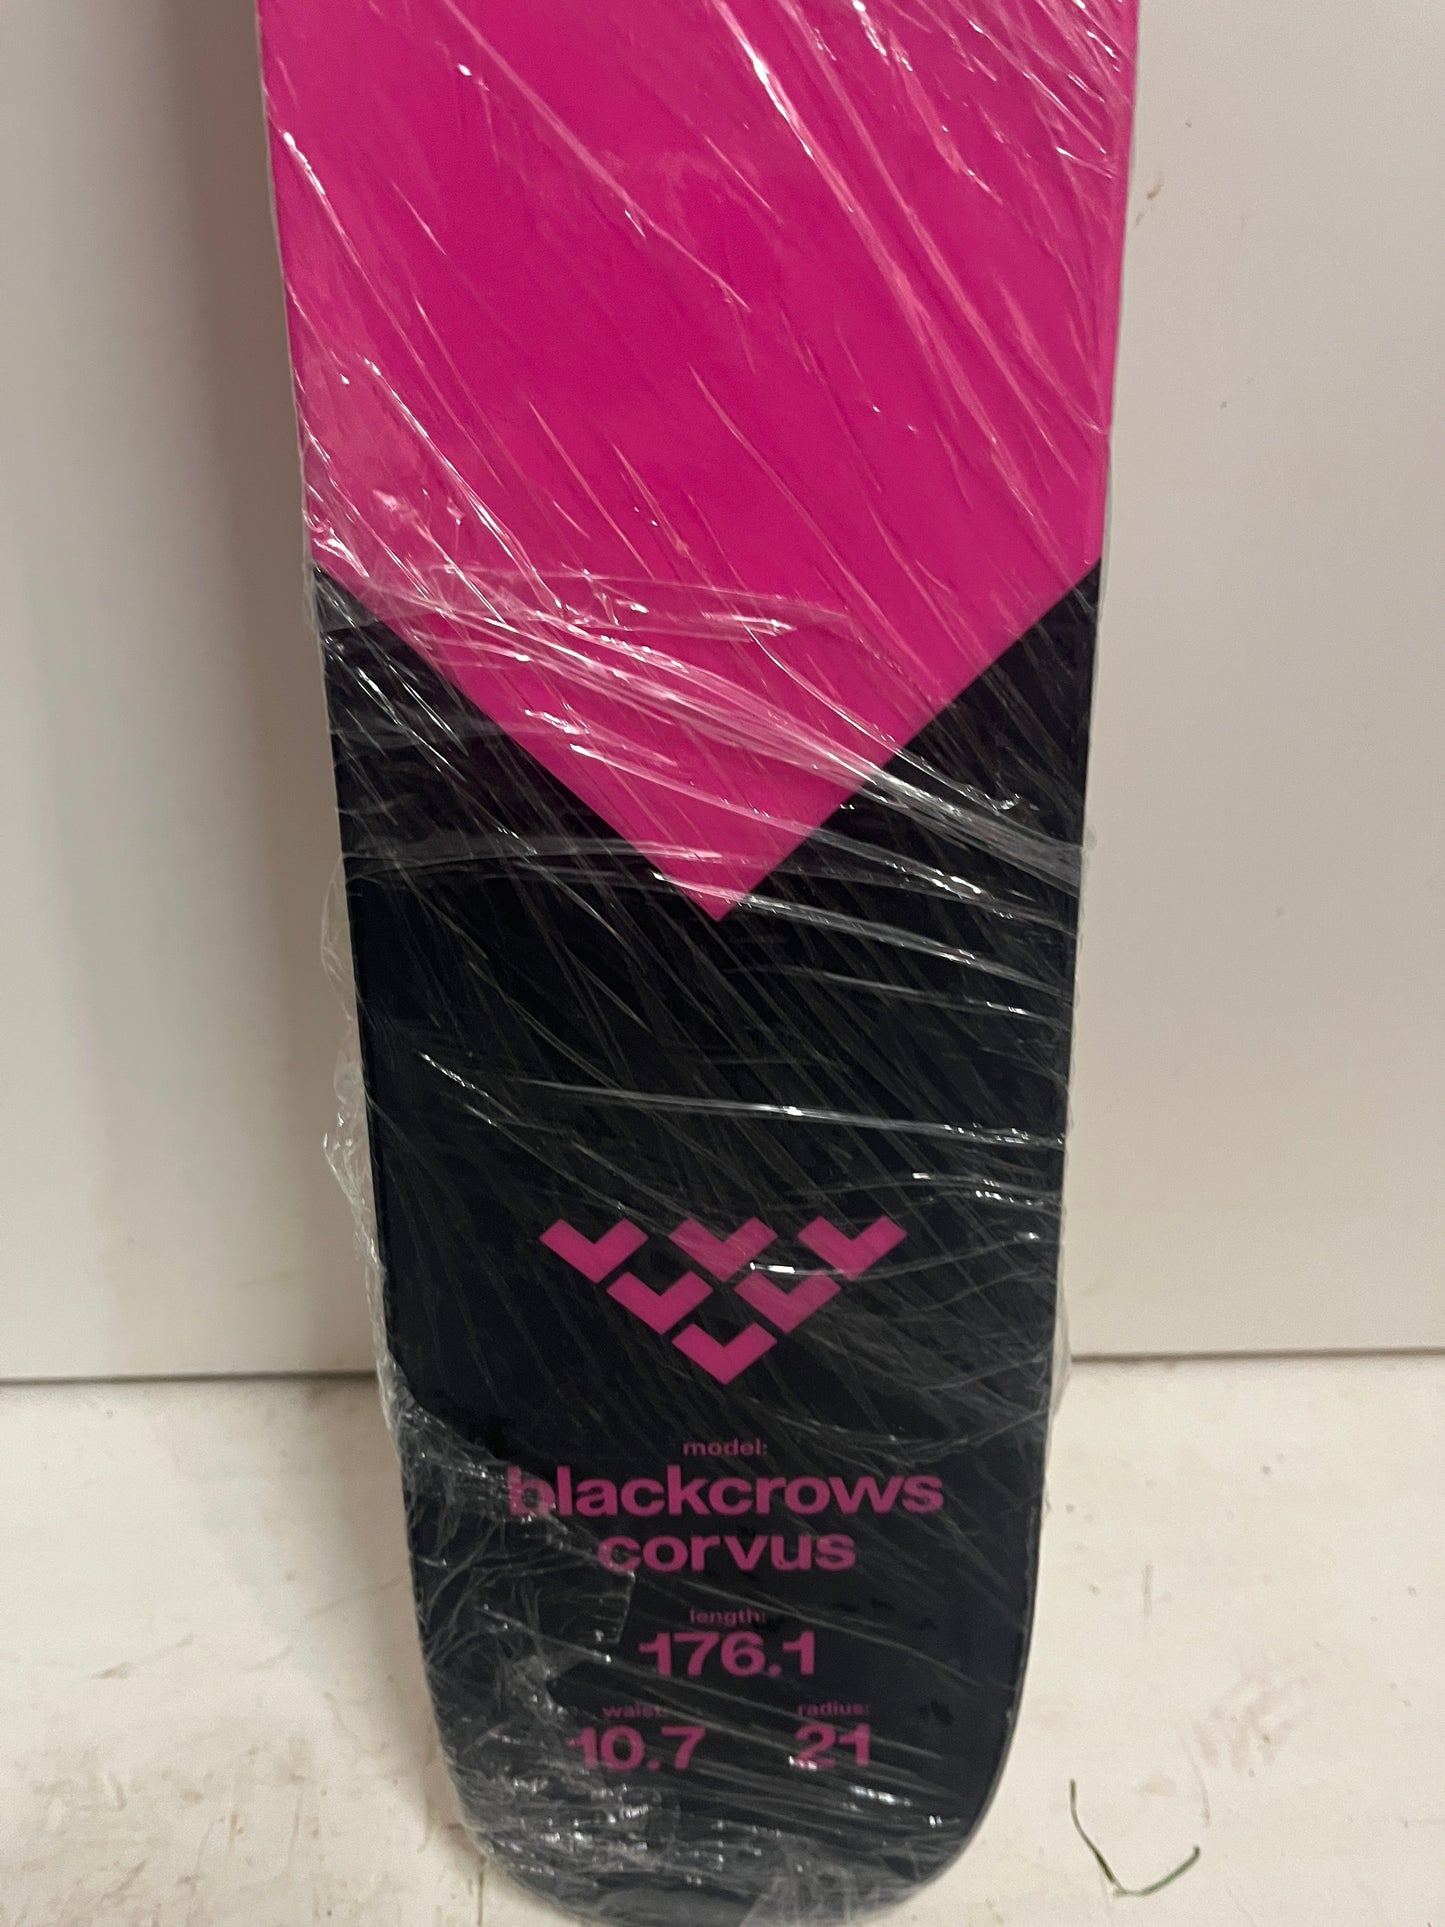 model:
blackcrows
corvus
length:
176.1
waist:
radius:
10.7
21